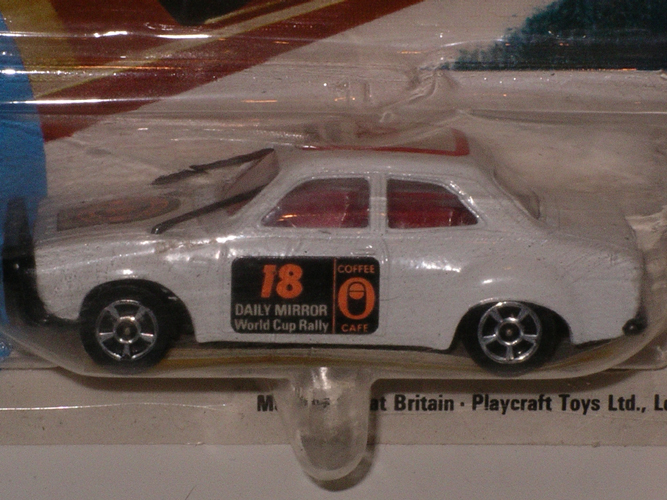 18
DAILY MIRROR
World Cup Rally
COFFEE
CAFE
at Britain · Playcraft Toys Ltd.,